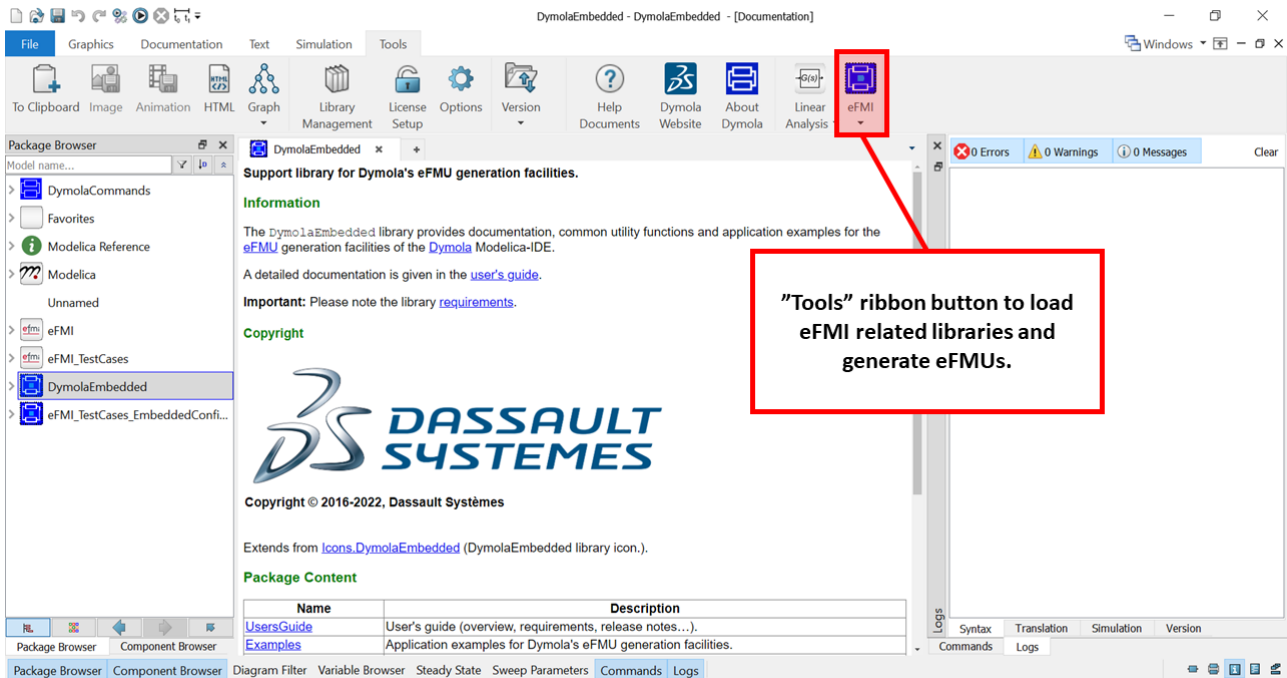 DymolaEmbedded - DymolaEmbedded - [Documentation]
File Graphics Documentation Text Simulation Tools
Windows
To Clipboard Image Animation HTML Graph Library Management License Setup Options Version Help Documents Dymola Website About Dymola Linear Analysis eFMI
HTML
</>
G(s)
Package Browser
Model name...
DymolaCommands
Favorites
Modelica Reference
Modelica
Unnamed
efmi eFMI
efmi eFMI_TestCases
DymolaEmbedded
eFMI_TestCases_EmbeddedConfi...
DymolaEmbedded
Support library for Dymola's eFMU generation facilities.
Information
The DymolaEmbedded library provides documentation, common utility functions and application examples for the
eFMU generation facilities of the Dymola Modelica-IDE.
A detailed documentation is given in the user's guide.
Important: Please note the library requirements.
Copyright
DASSAULT
SYSTEMES
Copyright © 2016-2022, Dassault Systèmes
Extends from Icons.DymolaEmbedded (DymolaEmbedded library icon.).
Package Content
Name Description
UsersGuide User's guide (overview, requirements, release notes…).
Examples Application examples for Dymola's eFMU generation facilities.
0 Errors 0 Warnings 0 Messages Clear
”Tools” ribbon button to load
eFMI related libraries and
generate eFMUs.
Logs
Syntax Translation Simulation Version
Commands Logs
Package Browser Component Browser
Package Browser Component Browser Diagram Filter Variable Browser Steady State Sweep Parameters Commands Logs